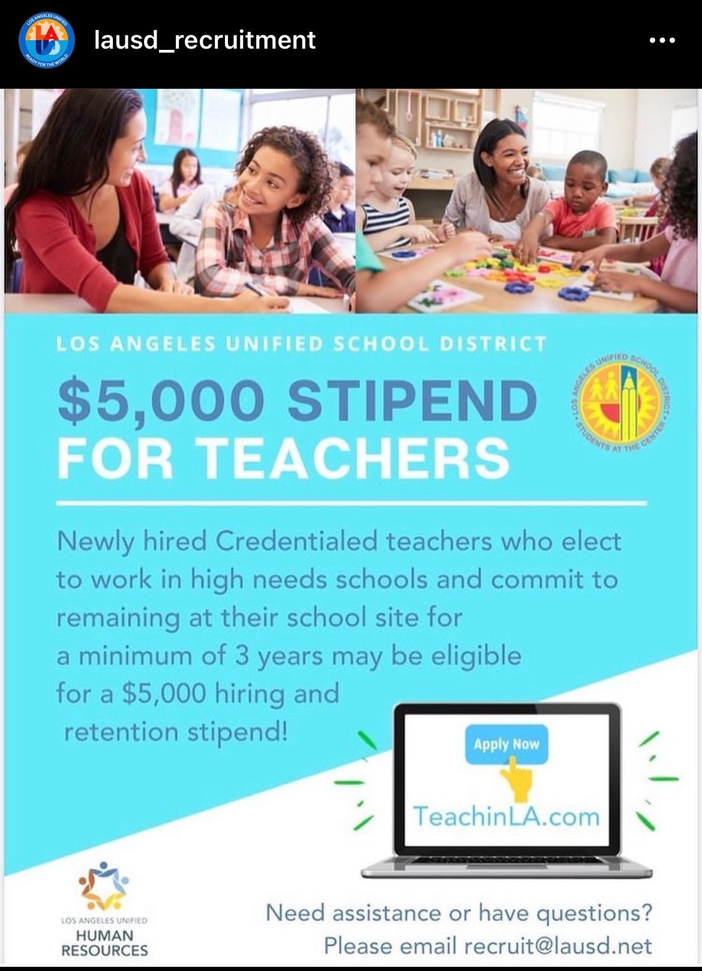 lausd_recruitment
LOS ANGELES UNIFIED SCHOOL DISTRICT
$5,000 STIPEND
FOR TEACHERS
LOS ANGELES UNIFIED SCHOOL DISTRICT
STUDENTS AT THE CENTER
Newly hired Credentialed teachers who elect
to work in high needs schools and commit to
remaining at their school site for
a minimum of 3 years may be eligible
for a $5,000 hiring and
retention stipend!
Apply Now
TeachinLA.com
LOS ANGELES UNIFIED
HUMAN
RESOURCES
Need assistance or have questions?
Please email recruit@lausd.net